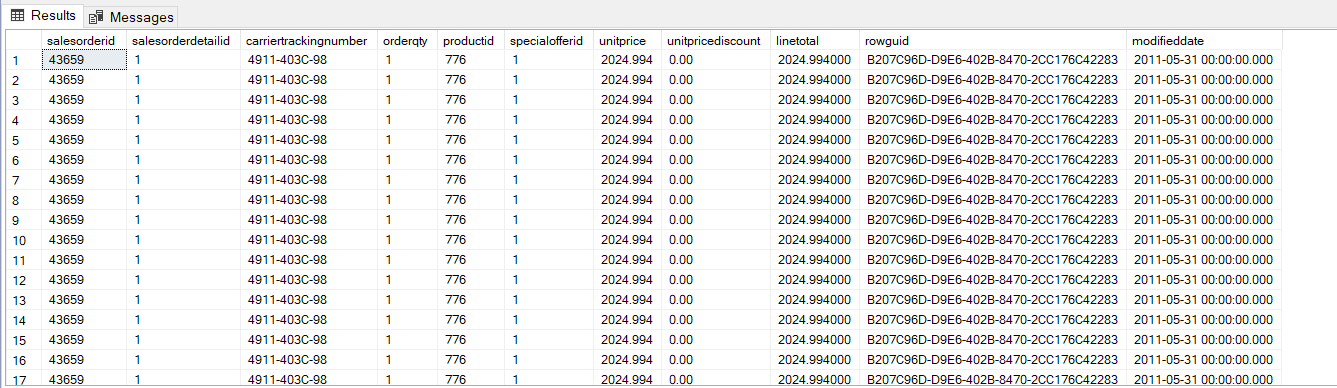 Results Messages
salesorderid salesorderdetailid carriertrackingnumber orderqty productid specialofferid unitprice unitpricediscount linetotal rowguid modifieddate
1 43659 1 4911-403C-98 1 776 1 2024.994 0.00 2024.994000 B207C96D-D9E6-402B-8470-2CC176C42283 2011-05-31 00:00:00.000
2 43659 1 4911-403C-98 1 776 1 2024.994 0.00 2024.994000 B207C96D-D9E6-402B-8470-2CC176C42283 2011-05-31 00:00:00.000
3 43659 1 4911-403C-98 1 776 1 2024.994 0.00 2024.994000 B207C96D-D9E6-402B-8470-2CC176C42283 2011-05-31 00:00:00.000
4 43659 1 4911-403C-98 1 776 1 2024.994 0.00 2024.994000 B207C96D-D9E6-402B-8470-2CC176C42283 2011-05-31 00:00:00.000
5 43659 1 4911-403C-98 1 776 1 2024.994 0.00 2024.994000 B207C96D-D9E6-402B-8470-2CC176C42283 2011-05-31 00:00:00.000
6 43659 1 4911-403C-98 1 776 1 2024.994 0.00 2024.994000 B207C96D-D9E6-402B-8470-2CC176C42283 2011-05-31 00:00:00.000
7 43659 1 4911-403C-98 1 776 1 2024.994 0.00 2024.994000 B207C96D-D9E6-402B-8470-2CC176C42283 2011-05-31 00:00:00.000
8 43659 1 4911-403C-98 1 776 1 2024.994 0.00 2024.994000 B207C96D-D9E6-402B-8470-2CC176C42283 2011-05-31 00:00:00.000
9 43659 1 4911-403C-98 1 776 1 2024.994 0.00 2024.994000 B207C96D-D9E6-402B-8470-2CC176C42283 2011-05-31 00:00:00.000
10 43659 1 4911-403C-98 1 776 1 2024.994 0.00 2024.994000 B207C96D-D9E6-402B-8470-2CC176C42283 2011-05-31 00:00:00.000
11 43659 1 4911-403C-98 1 776 1 2024.994 0.00 2024.994000 B207C96D-D9E6-402B-8470-2CC176C42283 2011-05-31 00:00:00.000
12 43659 1 4911-403C-98 1 776 1 2024.994 0.00 2024.994000 B207C96D-D9E6-402B-8470-2CC176C42283 2011-05-31 00:00:00.000
13 43659 1 4911-403C-98 1 776 1 2024.994 0.00 2024.994000 B207C96D-D9E6-402B-8470-2CC176C42283 2011-05-31 00:00:00.000
14 43659 1 4911-403C-98 1 776 1 2024.994 0.00 2024.994000 B207C96D-D9E6-402B-8470-2CC176C42283 2011-05-31 00:00:00.000
15 43659 1 4911-403C-98 1 776 1 2024.994 0.00 2024.994000 B207C96D-D9E6-402B-8470-2CC176C42283 2011-05-31 00:00:00.000
16 43659 1 4911-403C-98 1 776 1 2024.994 0.00 2024.994000 B207C96D-D9E6-402B-8470-2CC176C42283 2011-05-31 00:00:00.000
17 43659 1 4911-403C-98 1 776 1 2024.994 0.00 2024.994000 B207C96D-D9E6-402B-8470-2CC176C42283 2011-05-31 00:00:00.000